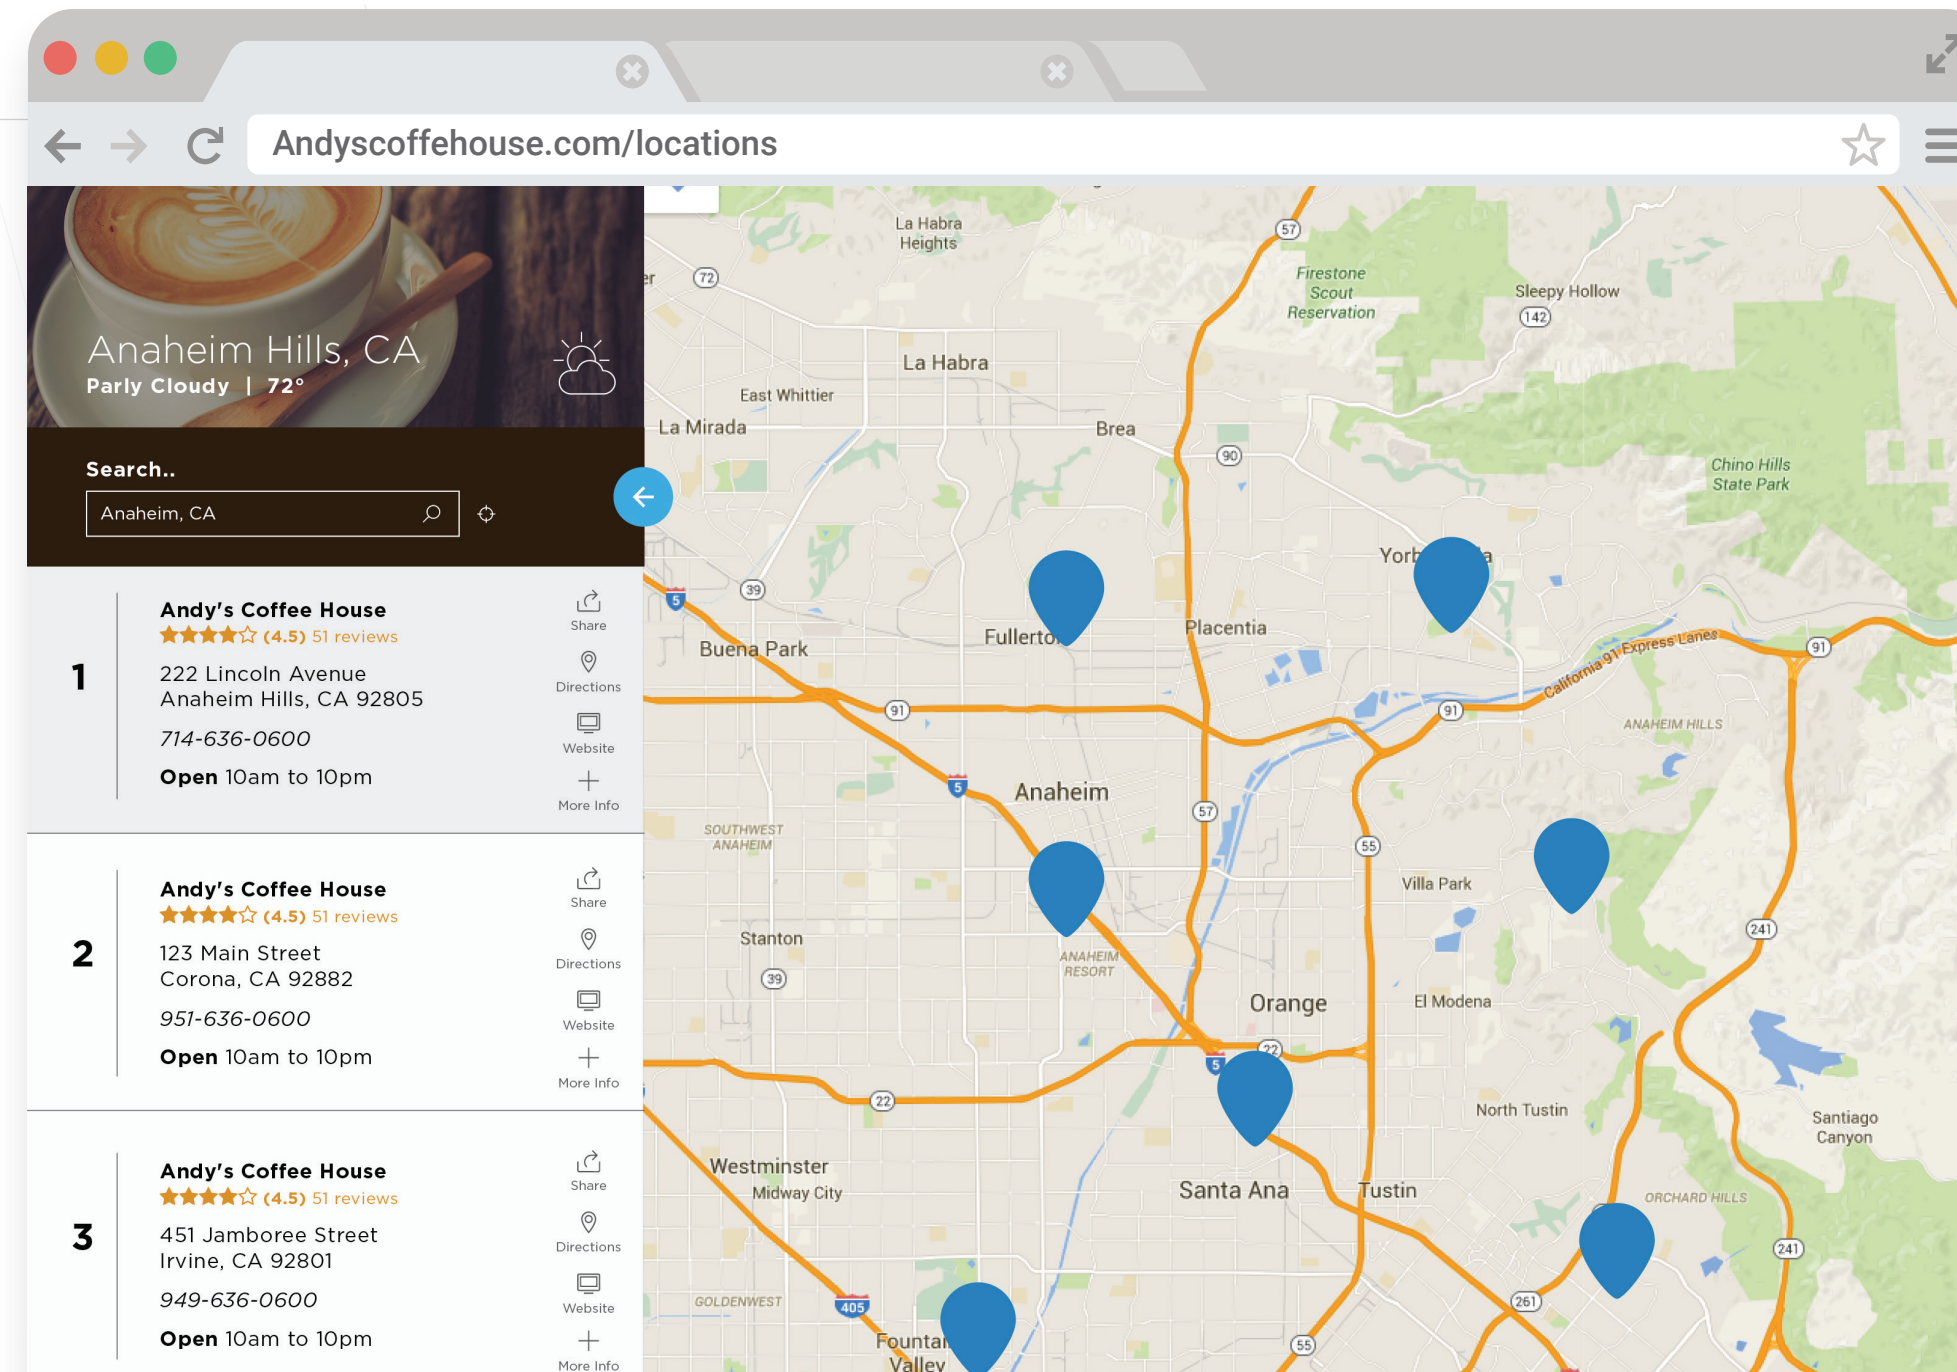 Andyscoffehouse.com/locations
Anaheim Hills, CA
Parly Cloudy | 72°
Search..
Anaheim, CA
1
Andy's Coffee House
(4.5) 51 reviews
222 Lincoln Avenue
Anaheim Hills, CA 92805
714-636-0600
Open 10am to 10pm
Share
Directions
Website
More Info
2
Andy's Coffee House
(4.5) 51 reviews
123 Main Street
Corona, CA 92882
951-636-0600
Open 10am to 10pm
Share
Directions
Website
More Info
3
Andy's Coffee House
(4.5) 51 reviews
451 Jamboree Street
Irvine, CA 92801
949-636-0600
Open 10am to 10pm
Share
Directions
Website
More Info
La Habra
Heights
57
72
Firestone
Scout
Reservation
Sleepy Hollow
142
La Habra
East Whittier
La Mirada
Brea
90
Chino Hills
State Park
5
39
Placentia
Buena Park
California 91 Express Lanes
91
91
91
ANAHEIM HILLS
5
Anaheim
57
SOUTHWEST
ANAHEIM
55
Villa Park
Stanton
241
ANAHEIM
RESORT
39
Orange
El Modena
22
5
22
North Tustin
Santiago
Canyon
Westminster
Midway City
Santa Ana
Tustin
ORCHARD HILLS
241
GOLDENWEST
405
261
55
Valley